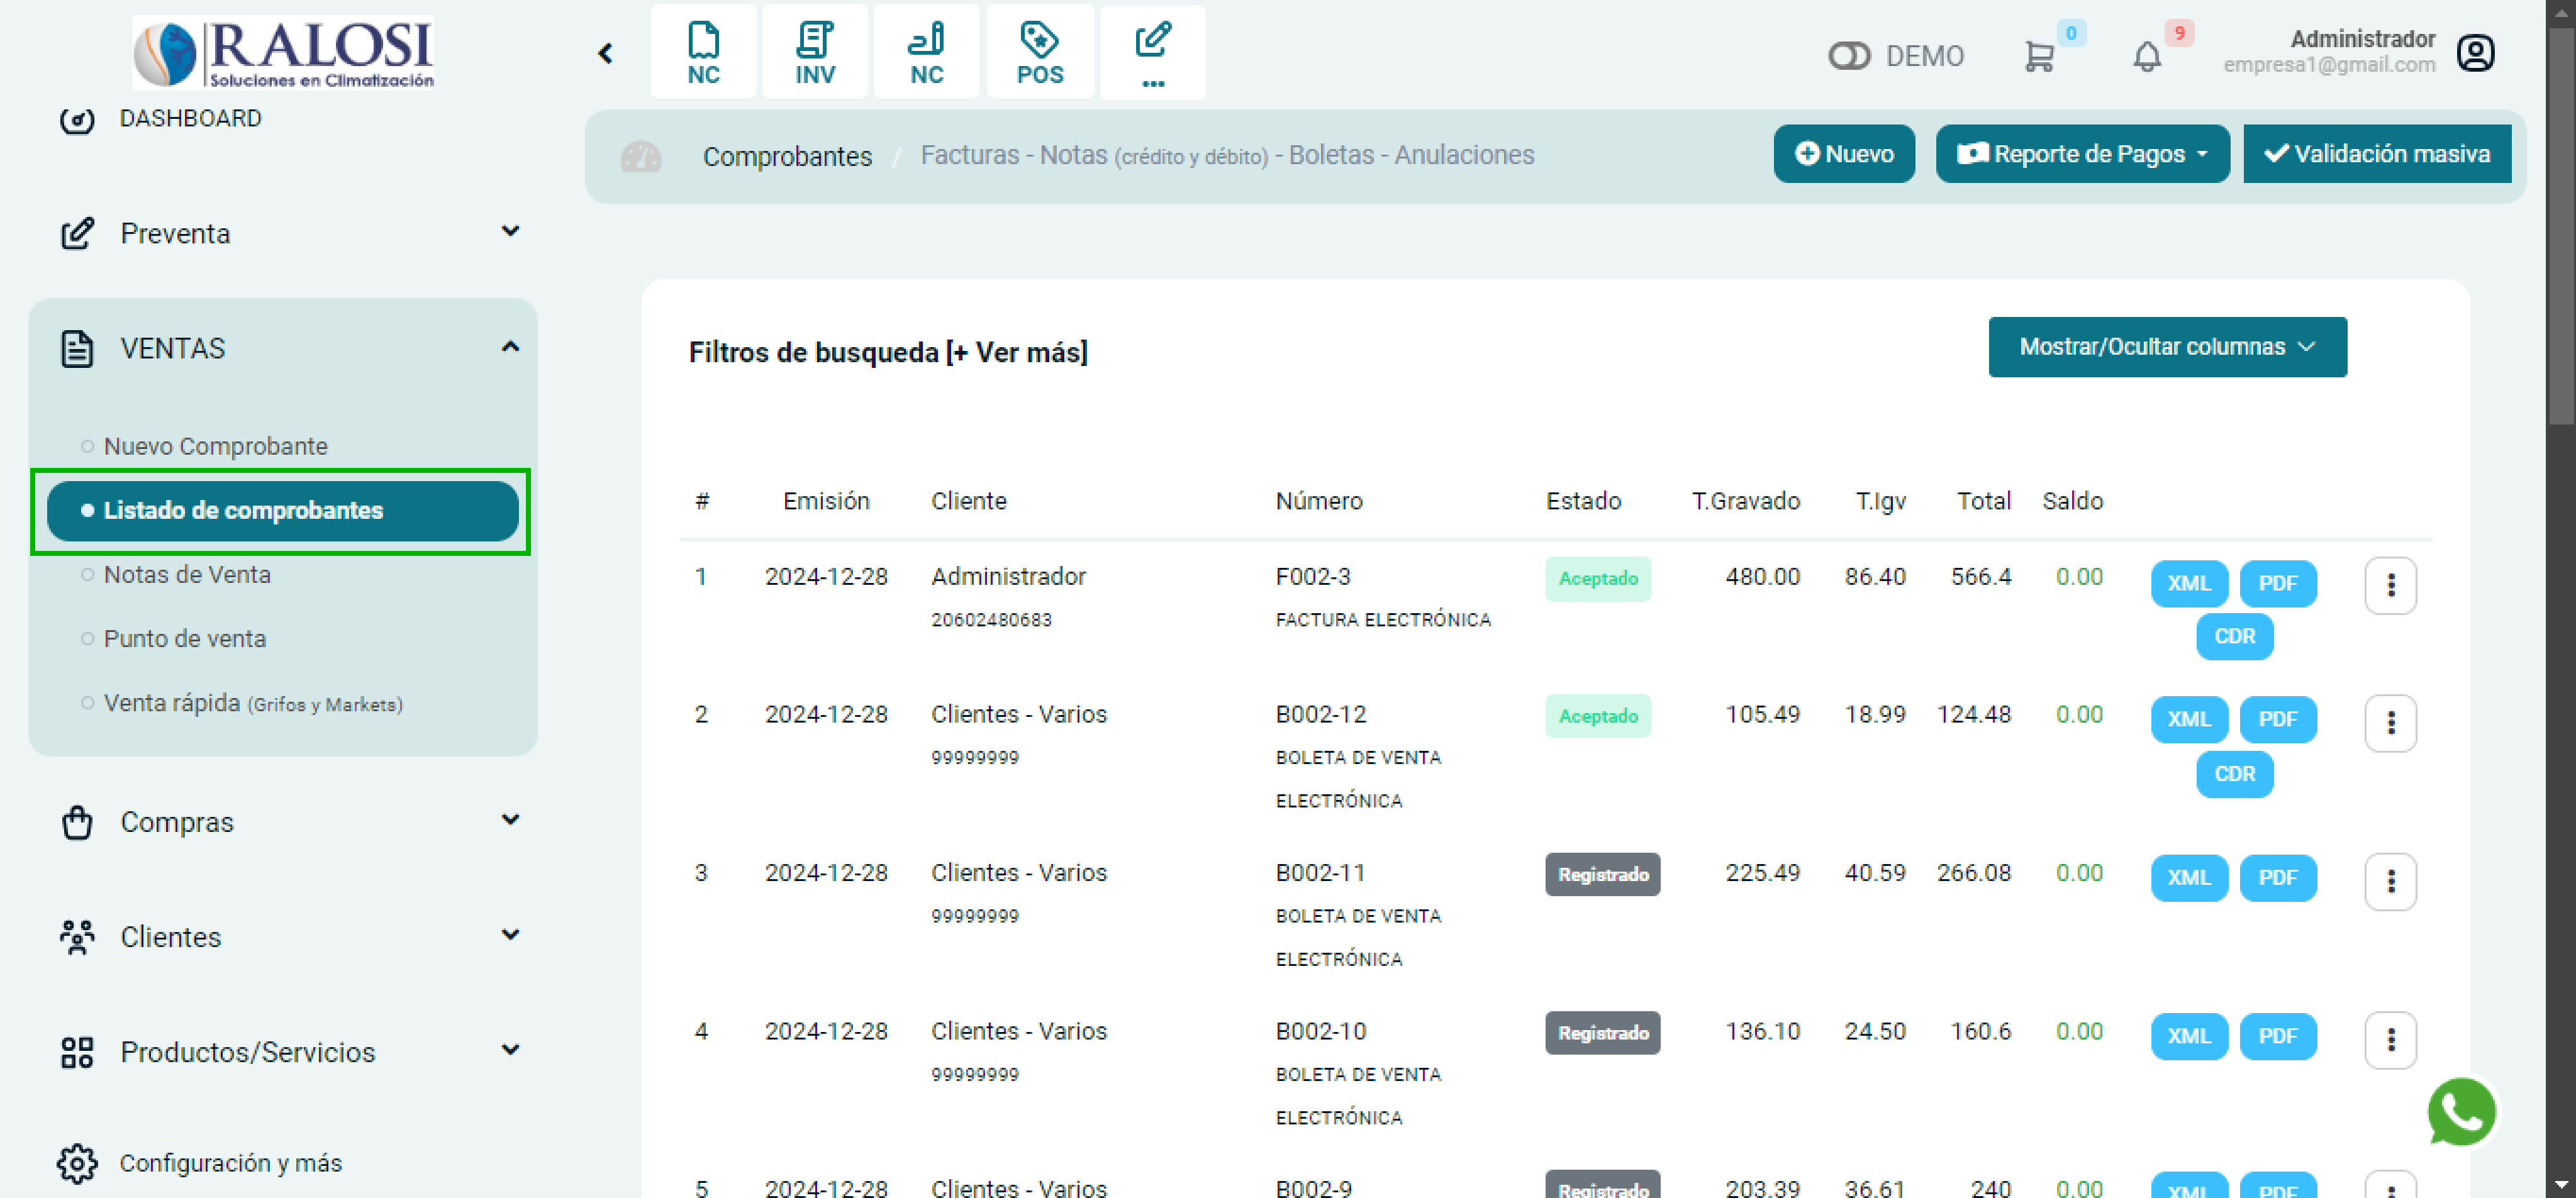 RALOSI
Soluciones en Climatización
NC
INV
NC
POS
...
DEMO
0
9
Administrador
empresa1@gmail.com
DASHBOARD
Comprobantes / Facturas - Notas (crédito y débito) - Boletas - Anulaciones
Nuevo
Reporte de Pagos
Validación masiva
Preventa
VENTAS
Nuevo Comprobante
Listado de comprobantes
Notas de Venta
Punto de venta
Venta rápida (Grifos y Markets)
Compras
Clientes
Productos/Servicios
Configuración y más
Filtros de busqueda [+ Ver más]
Mostrar/Ocultar columnas
# Emisión Cliente Número Estado T.Gravado T.Igv Total Saldo
1 2024-12-28 Administrador F002-3 Aceptado 480.00 86.40 566.4 0.00 XML PDF
20602480683 FACTURA ELECTRÓNICA CDR
2 2024-12-28 Clientes - Varios B002-12 Aceptado 105.49 18.99 124.48 0.00 XML PDF
99999999 BOLETA DE VENTA CDR
ELECTRÓNICA
3 2024-12-28 Clientes - Varios B002-11 Registrado 225.49 40.59 266.08 0.00 XML PDF
99999999 BOLETA DE VENTA
ELECTRÓNICA
4 2024-12-28 Clientes - Varios B002-10 Registrado 136.10 24.50 160.6 0.00 XML PDF
99999999 BOLETA DE VENTA
ELECTRÓNICA
5 2024-12-28 Clientes - Varios B002-9 Registrado 203.39 36.61 240 0.00 XML PDF